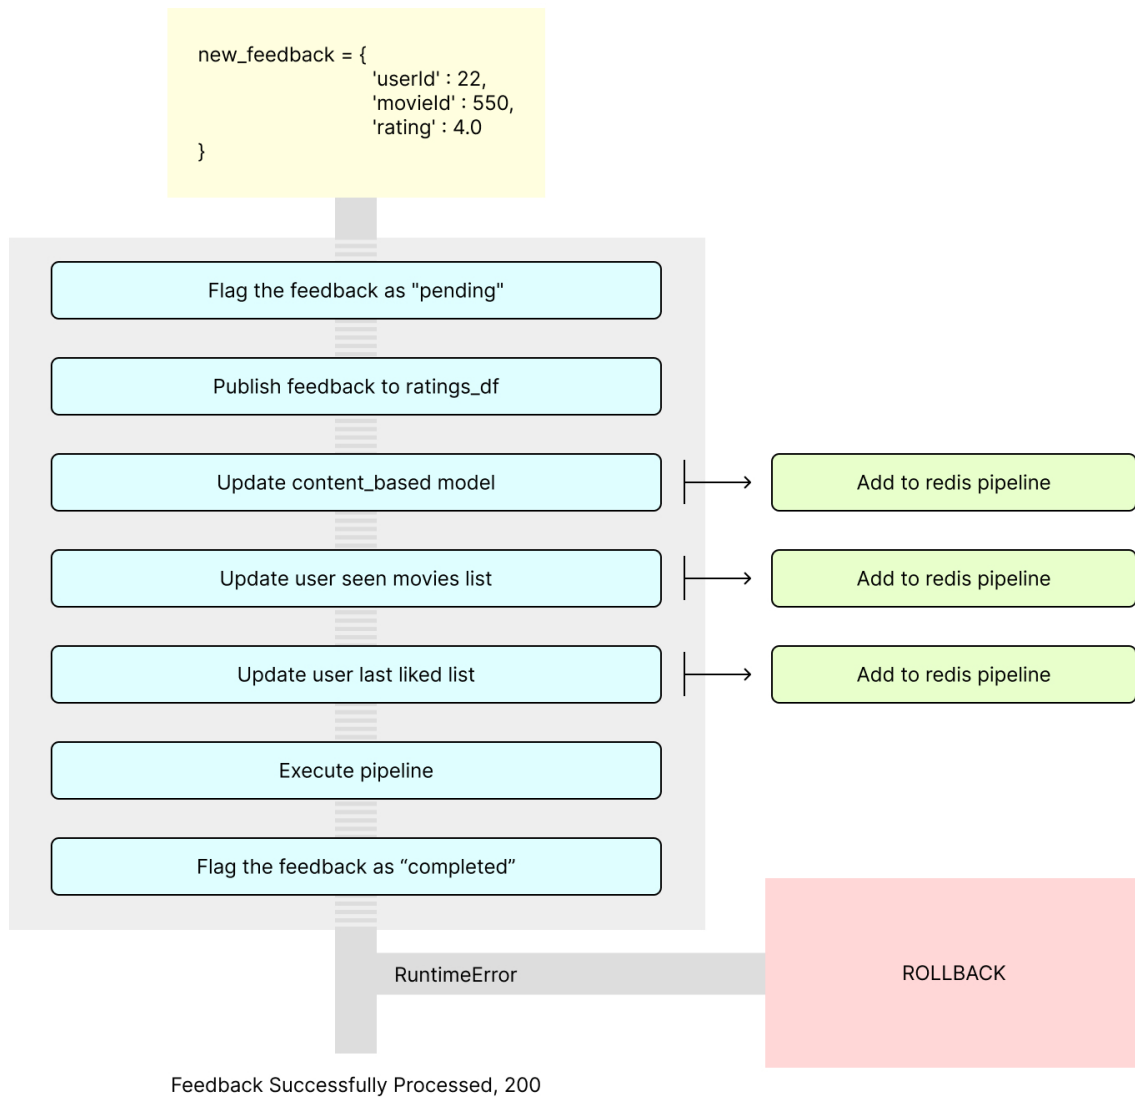 new_feedback = {
'userId' : 22,
'movieId' : 550,
'rating' : 4.0
}
Flag the feedback as "pending"
Publish feedback to ratings_df
Update content_based model
Add to redis pipeline
Update user seen movies list
Add to redis pipeline
Update user last liked list
Add to redis pipeline
Execute pipeline
Flag the feedback as “completed”
RuntimeError
ROLLBACK
Feedback Successfully Processed, 200